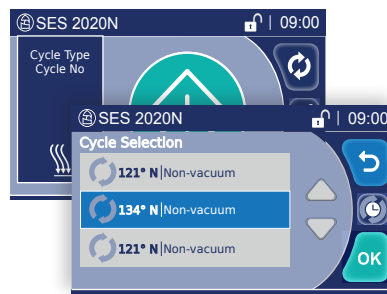 SES 2020N
09:00
Cycle Type
Cycle No
SES 2020N
09:00
Cycle Selection
121° N Non-vacuum
134° N Non-vacuum
121° N Non-vacuum
OK